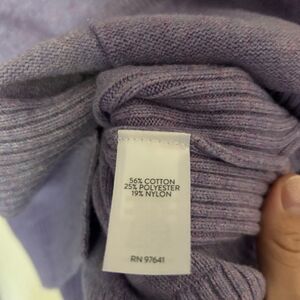 56% COTTON
25% POLYESTER
19% NYLON
RN 97641